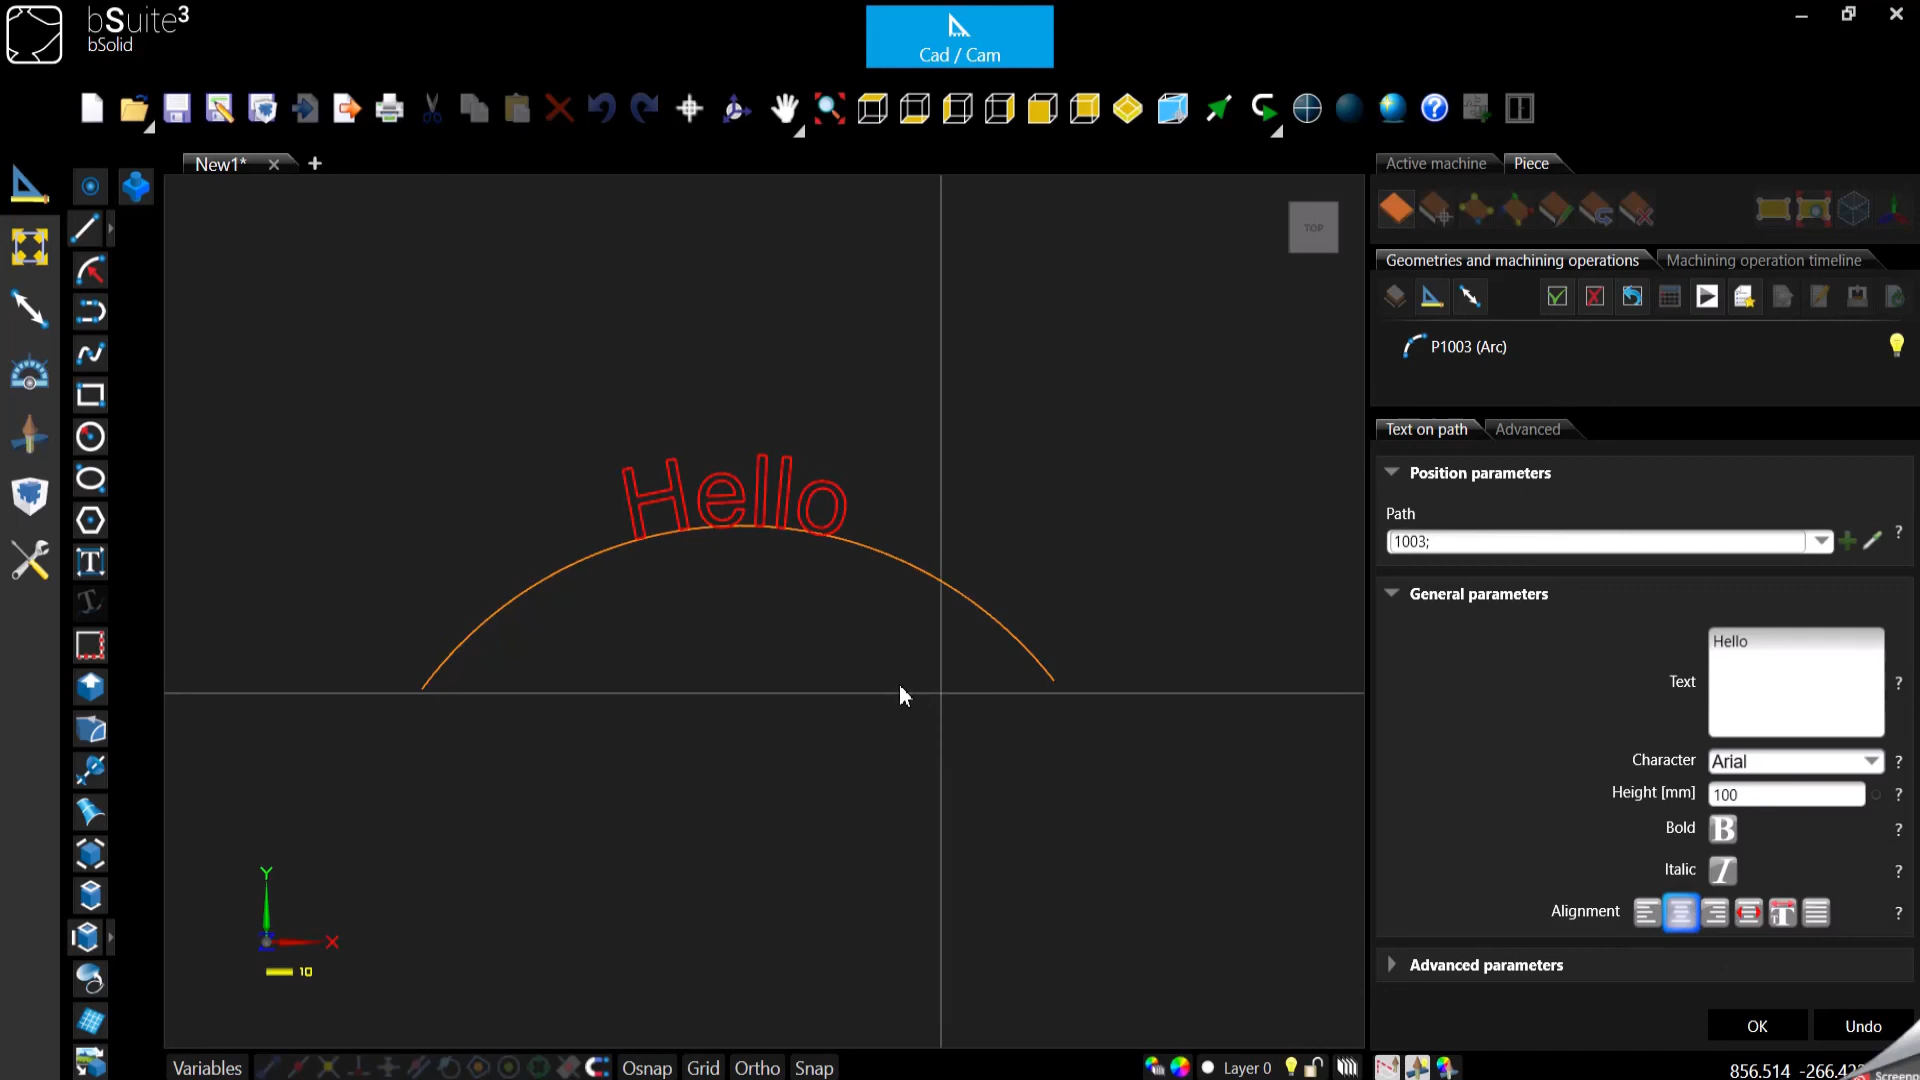 bSuite³
bSolid
Cad / Cam
New1*
TOP
Hello
Y
X
10
Active machine
Piece
Geometries and machining operations
Machining operation timeline
P1003 (Arc)
Text on path
Advanced
Position parameters
Path
1003;
?
General parameters
Hello
Text
?
Character
Arial
?
Height [mm]
100
?
Bold
B
?
Italic
I
?
Alignment
?
Advanced parameters
OK
Undo
Variables
Osnap
Grid
Ortho
Snap
Layer 0
856.514